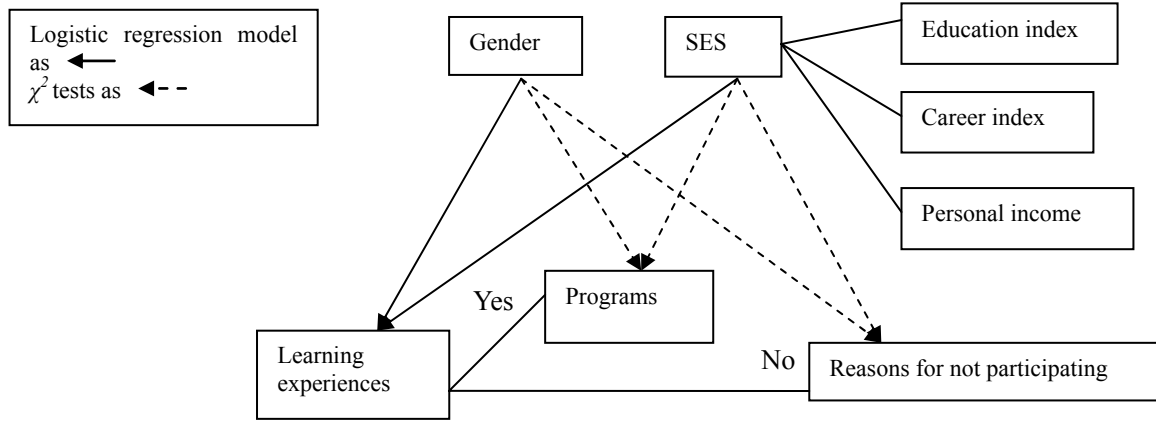 Logistic regression model
as
χ² tests as
Gender
SES
Education index
Career index
Personal income
Yes
Programs
Learning
experiences
No
Reasons for not participating